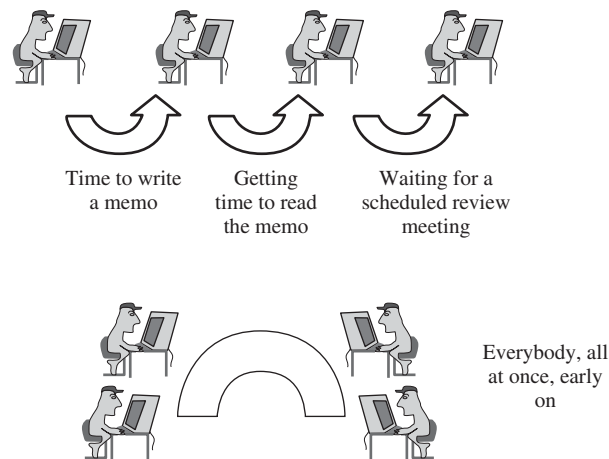 Time to write
a memo
Getting
time to read
the memo
Waiting for a
scheduled review
meeting
Everybody, all
at once, early
on